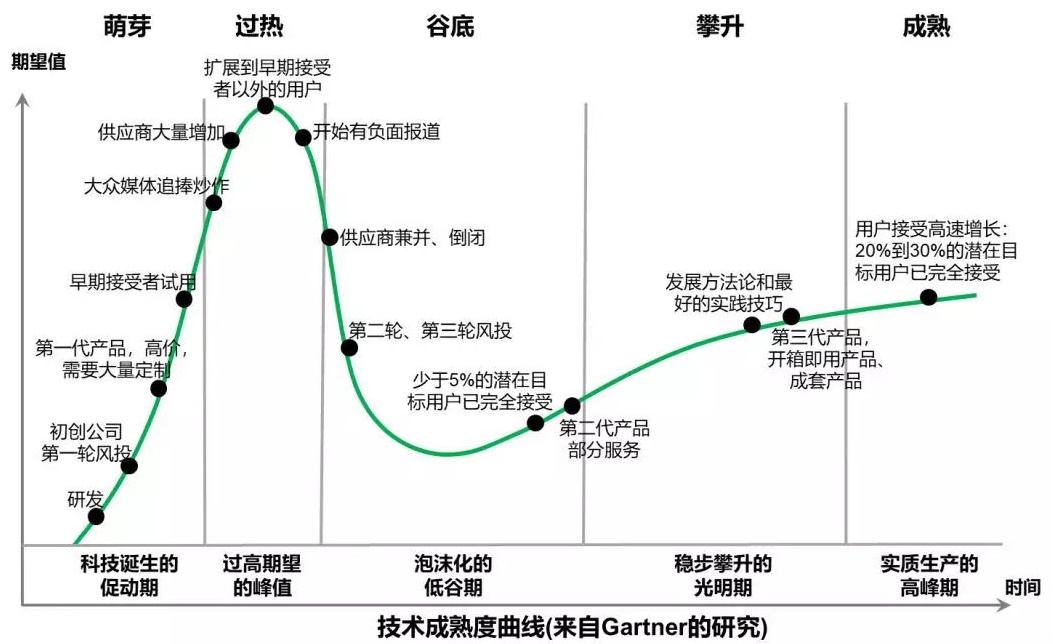 萌芽
过热
谷底
攀升
成熟
期望值
扩展到早期接受
者以外的用户
供应商大量增加
开始有负面报道
大众媒体追捧炒作
供应商兼并、倒闭
用户接受高速增长：
20%到30%的潜在目
标用户已完全接受
早期接受者试用
发展方法论和最
好的实践技巧
第二轮、第三轮风投
第三代产品，
开箱即用产品、
成套产品
第一代产品，高价，
需要大量定制
少于5%的潜在目
标用户已完全接受
第二代产品
部分服务
初创公司
第一轮风投
研发
科技诞生的
促动期
过高期望
的峰值
泡沫化的
低谷期
稳步攀升的
光明期
实质生产的
高峰期
时间
技术成熟度曲线(来自Gartner的研究)